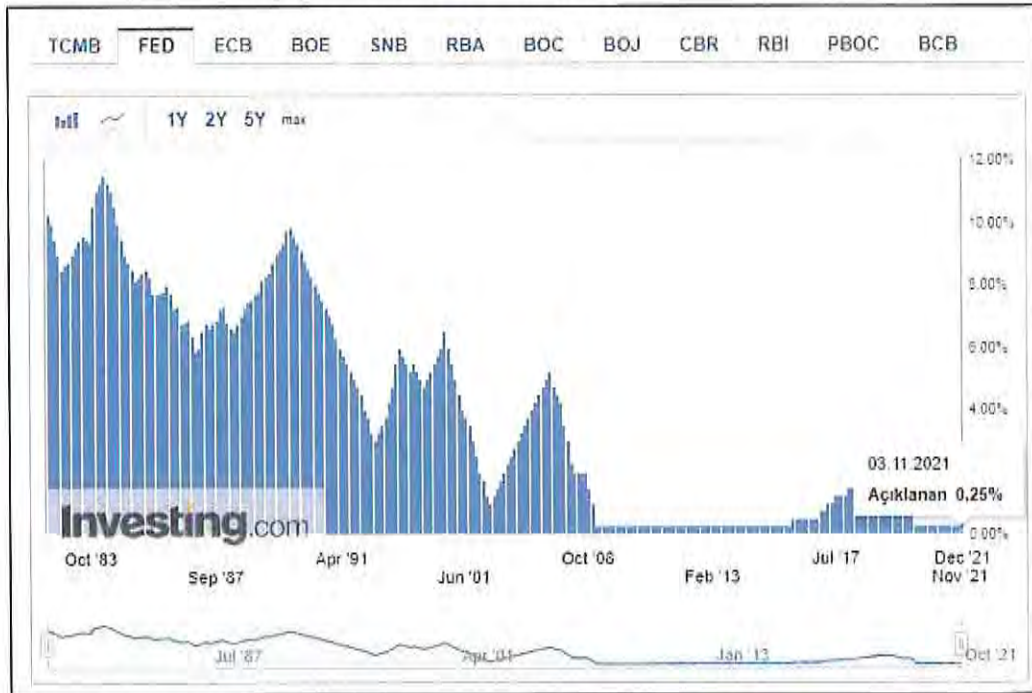 TCMB FED ECB BOE SNB RBA BOC BOJ CBR RBI PBOC BCB
1Y 2Y 5Y max
12.00%
10.00%
8.00%
6.00%
4.00%
03.11.2021
Açıklanan 0,25%
0.00%
Investing.com
Oct '83 Apr '91 Oct '08 Jul '17 Dec '21
Sep '87 Jun '01 Feb '13 Nov '21
Jul '87 Apr '01 Jan '13 Oct '21